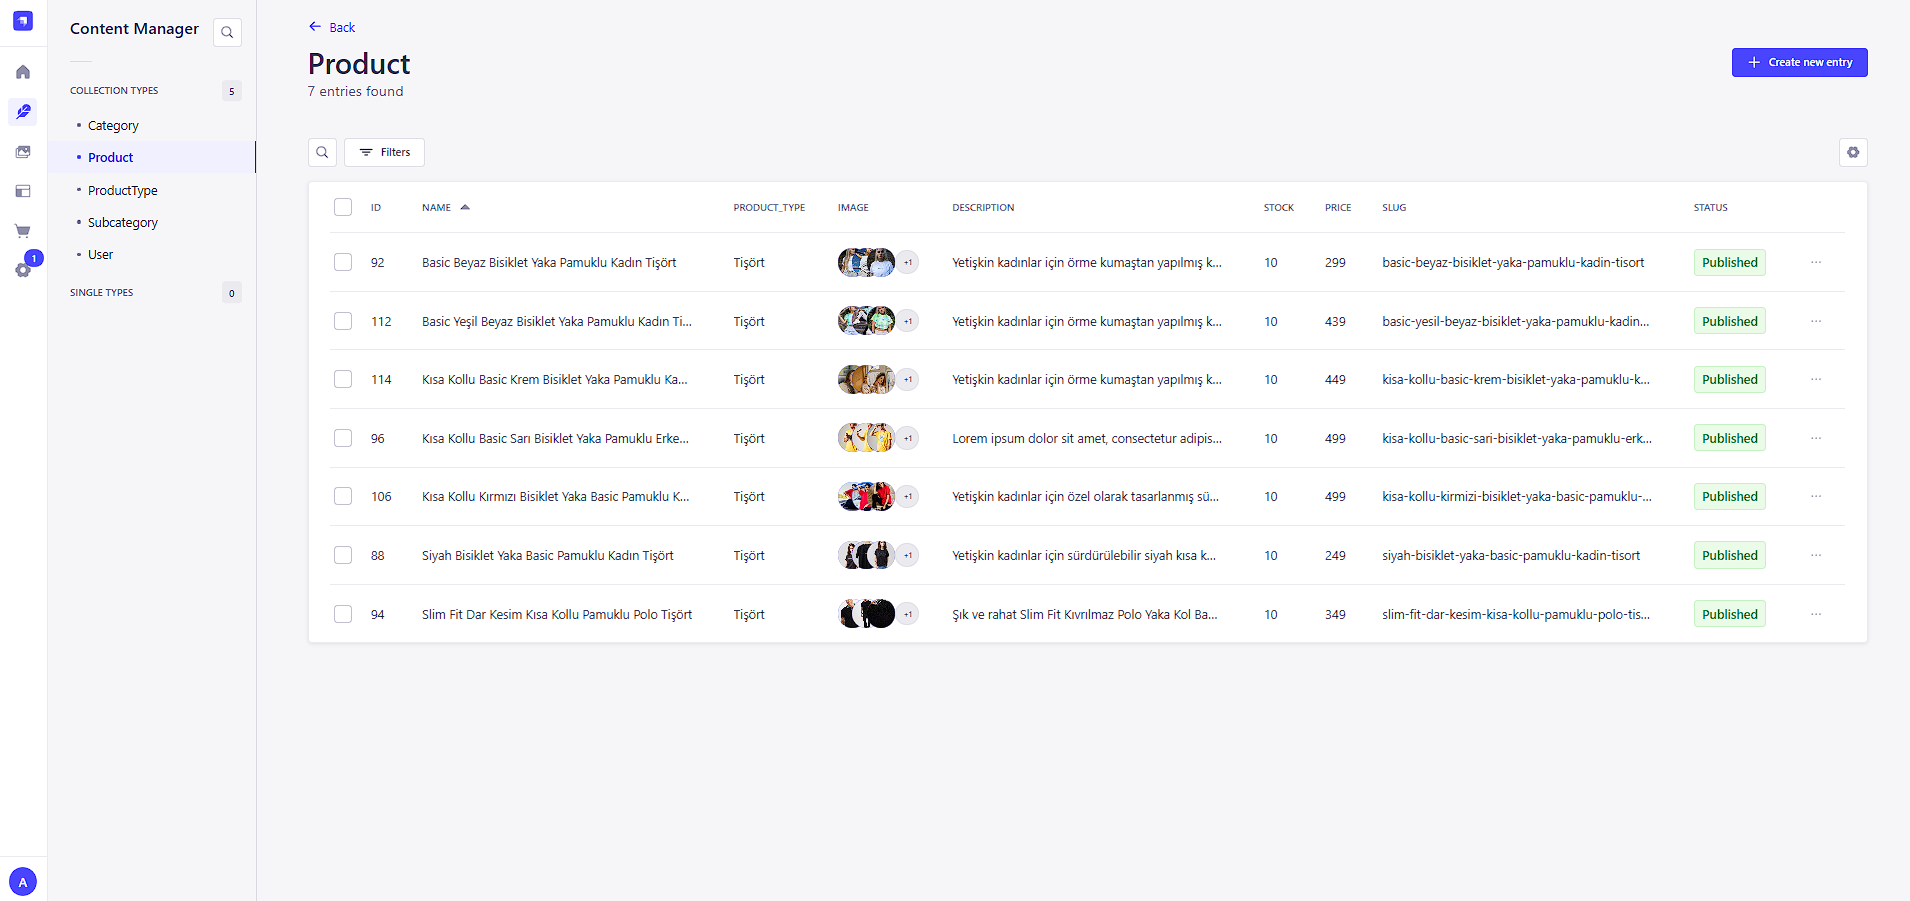 Content Manager
COLLECTION TYPES 5
Category
Product
ProductType
Subcategory
User
SINGLE TYPES 0
1
A
Back
Product
7 entries found
Create new entry
Filters
ID NAME PRODUCT_TYPE IMAGE DESCRIPTION STOCK PRICE SLUG STATUS
92 Basic Beyaz Bisiklet Yaka Pamuklu Kadın Tişört Tişört +1 Yetişkin kadınlar için örme kumaştan yapılmış k... 10 299 basic-beyaz-bisiklet-yaka-pamuklu-kadin-tisort Published ...
112 Basic Yeşil Beyaz Bisiklet Yaka Pamuklu Kadın Ti... Tişört +1 Yetişkin kadınlar için örme kumaştan yapılmış k... 10 439 basic-yesil-beyaz-bisiklet-yaka-pamuklu-kadin... Published ...
114 Kısa Kollu Basic Krem Bisiklet Yaka Pamuklu Ka... Tişört +1 Yetişkin kadınlar için örme kumaştan yapılmış k... 10 449 kisa-kollu-basic-krem-bisiklet-yaka-pamuklu-k... Published ...
96 Kısa Kollu Basic Sarı Bisiklet Yaka Pamuklu Erke... Tişört +1 Lorem ipsum dolor sit amet, consectetur adipis... 10 499 kisa-kollu-basic-sari-bisiklet-yaka-pamuklu-erk... Published ...
106 Kısa Kollu Kırmızı Bisiklet Yaka Basic Pamuklu K... Tişört +1 Yetişkin kadınlar için özel olarak tasarlanmış sü... 10 499 kisa-kollu-kirmizi-bisiklet-yaka-basic-pamuklu-... Published ...
88 Siyah Bisiklet Yaka Basic Pamuklu Kadın Tişört Tişört +1 Yetişkin kadınlar için sürdürülebilir siyah kısa k... 10 249 siyah-bisiklet-yaka-basic-pamuklu-kadin-tisort Published ...
94 Slim Fit Dar Kesim Kısa Kollu Pamuklu Polo Tişört Tişört +1 Şık ve rahat Slim Fit Kıvrılmaz Polo Yaka Kol Ba... 10 349 slim-fit-dar-kesim-kisa-kollu-pamuklu-polo-tis... Published ...